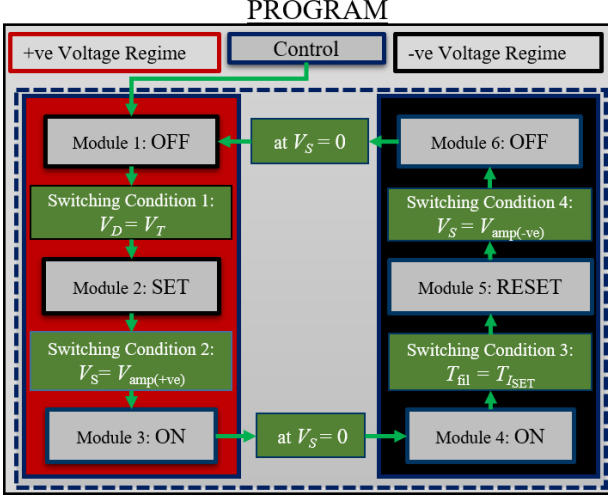 PROGRAM
+ve Voltage Regime
Control
-ve Voltage Regime
Module 1: OFF
at V_S = 0
Module 6: OFF
Switching Condition 1:
V_D = V_T
Switching Condition 4:
V_S = V_amp(-ve)
Module 2: SET
Module 5: RESET
Switching Condition 2:
V_S= V_amp(+ve)
Switching Condition 3:
T_fil = T_I_SET
Module 3: ON
at V_S = 0
Module 4: ON